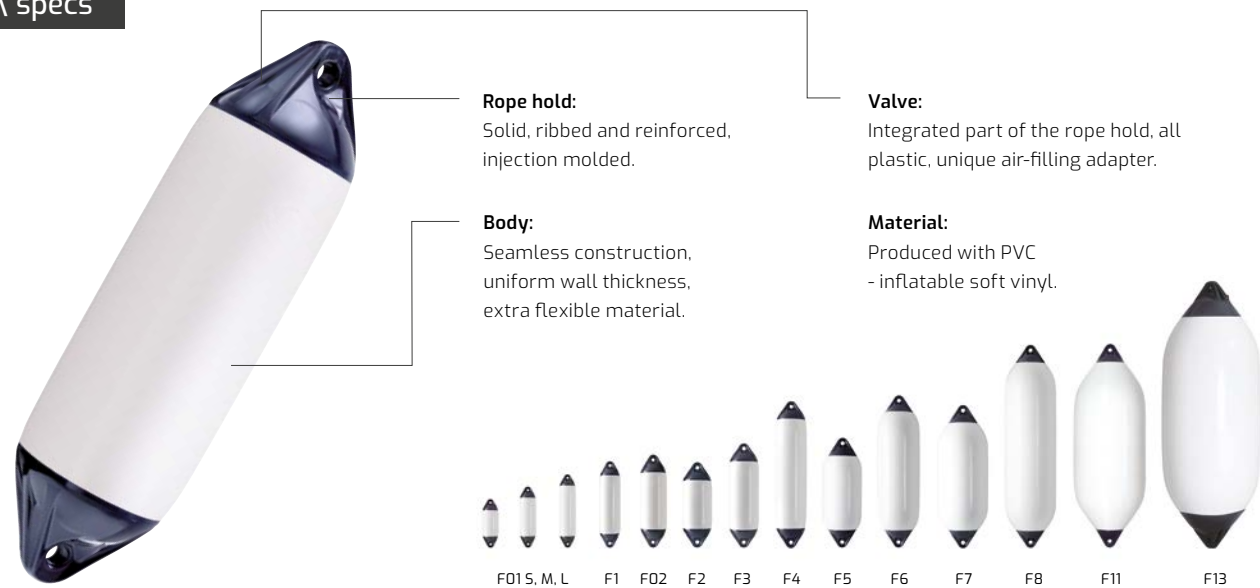 specs
Rope hold:
Solid, ribbed and reinforced,
injection molded.
Valve:
Integrated part of the rope hold, all
plastic, unique air-filling adapter.
Body:
Seamless construction,
uniform wall thickness,
extra flexible material.
Material:
Produced with PVC
- inflatable soft vinyl.
F01 S, M, L F1 F02 F2 F3 F4 F5 F6 F7 F8 F11 F13